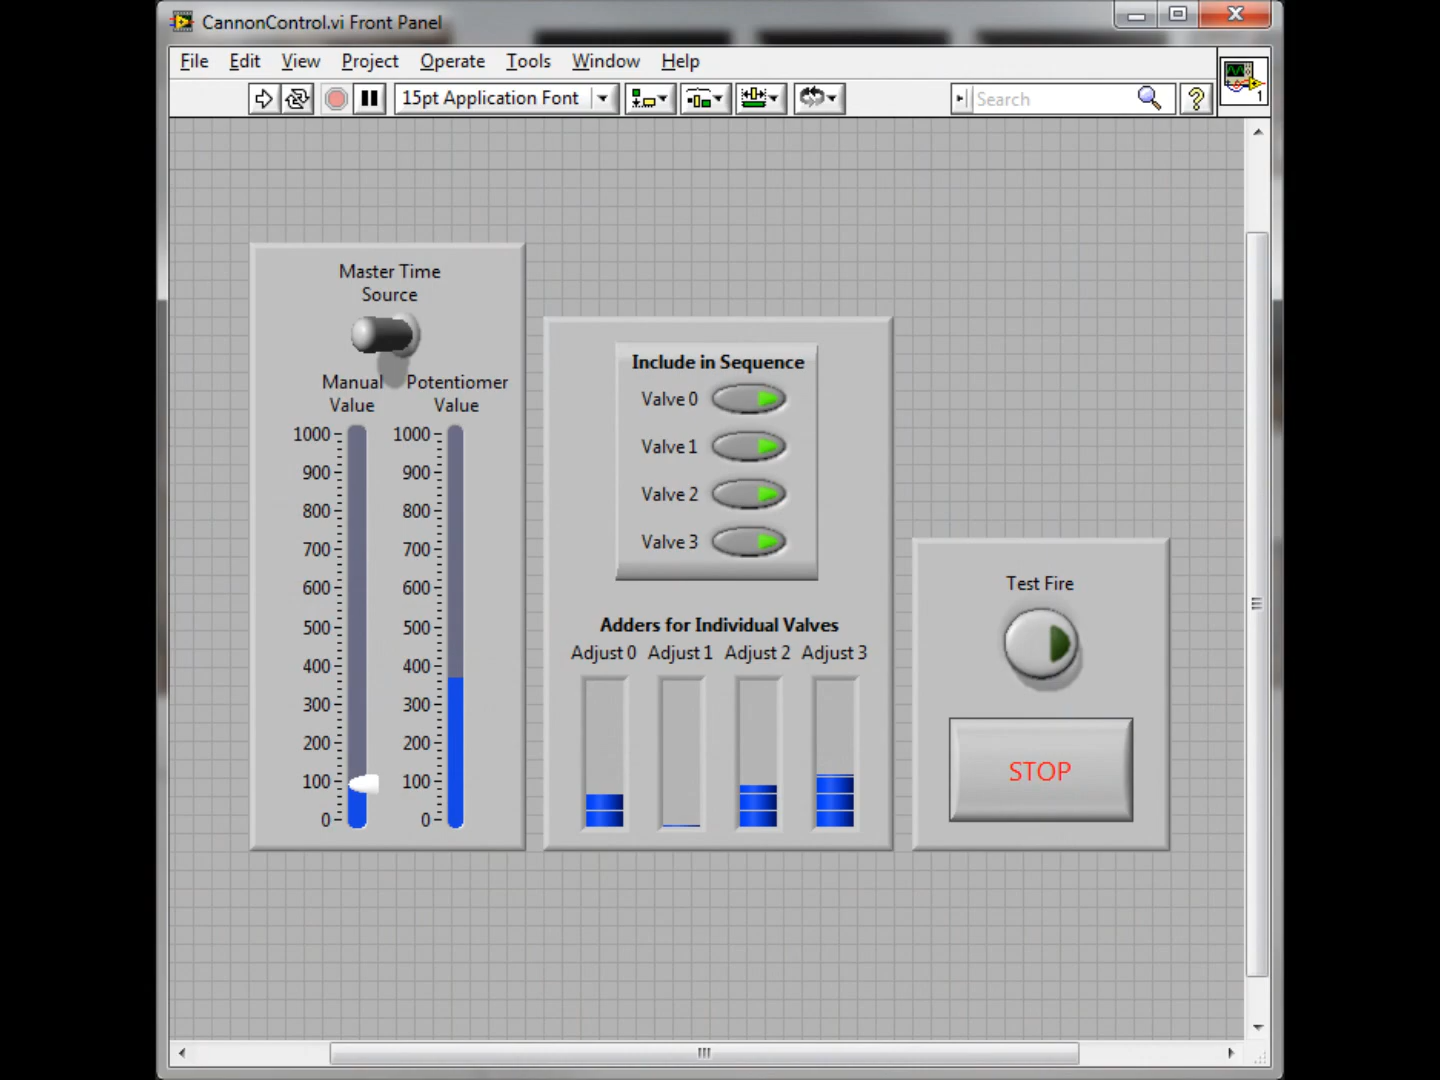 CannonControl.vi Front Panel
File Edit View Project Operate Tools Window Help
15pt Application Font
Search
?
1
Master Time
Source
Manual Potentiomer
Value Value
1000 1000
900 900
800 800
700 700
600 600
500 500
400 400
300 300
200 200
100 100
0 0
Include in Sequence
Valve 0
Valve 1
Valve 2
Valve 3
Adders for Individual Valves
Adjust 0 Adjust 1 Adjust 2 Adjust 3
Test Fire
STOP